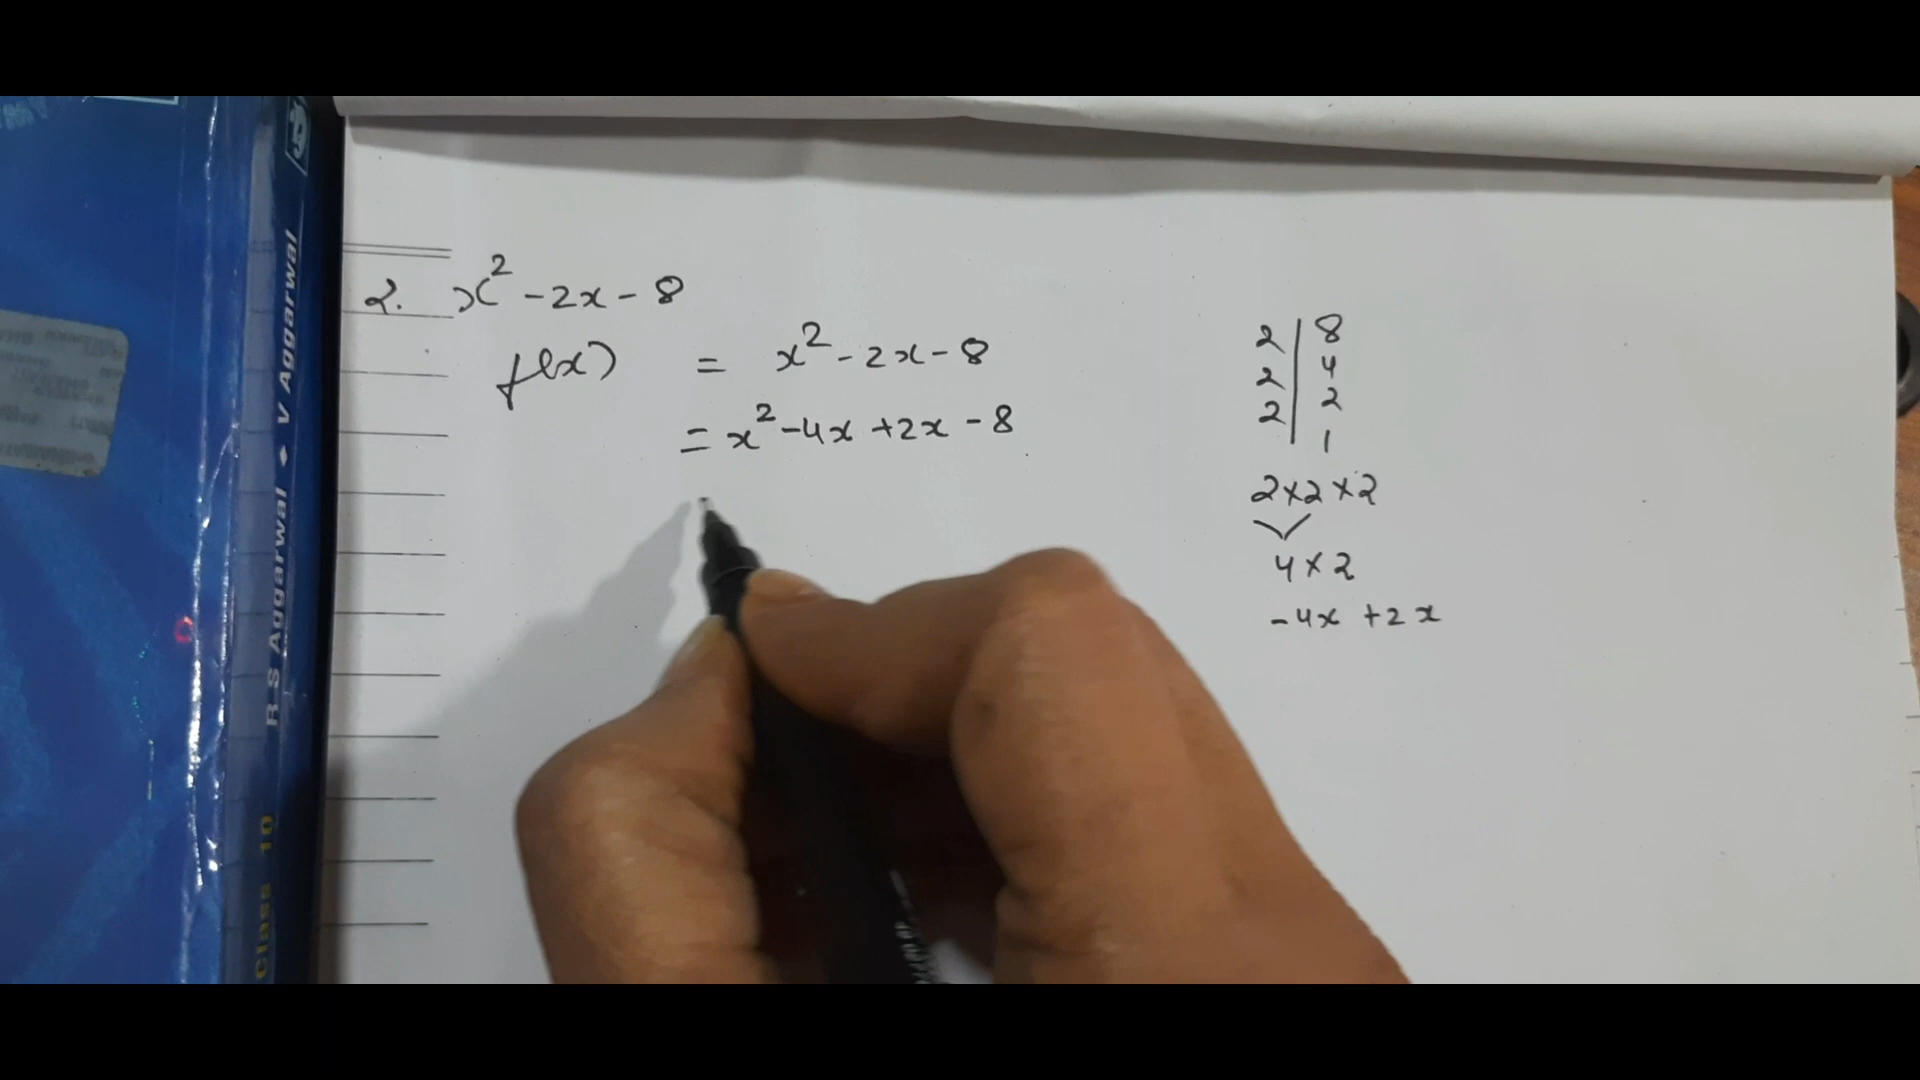 2. x² - 2x - 8
f(x) = x² - 2x - 8
= x² - 4x + 2x - 8
2 | 8
2 | 4
2 | 2
1
2 × 2 × 2
4 × 2
- 4x + 2x
R S Aggarwal ♦ V Aggarwal
Class 10